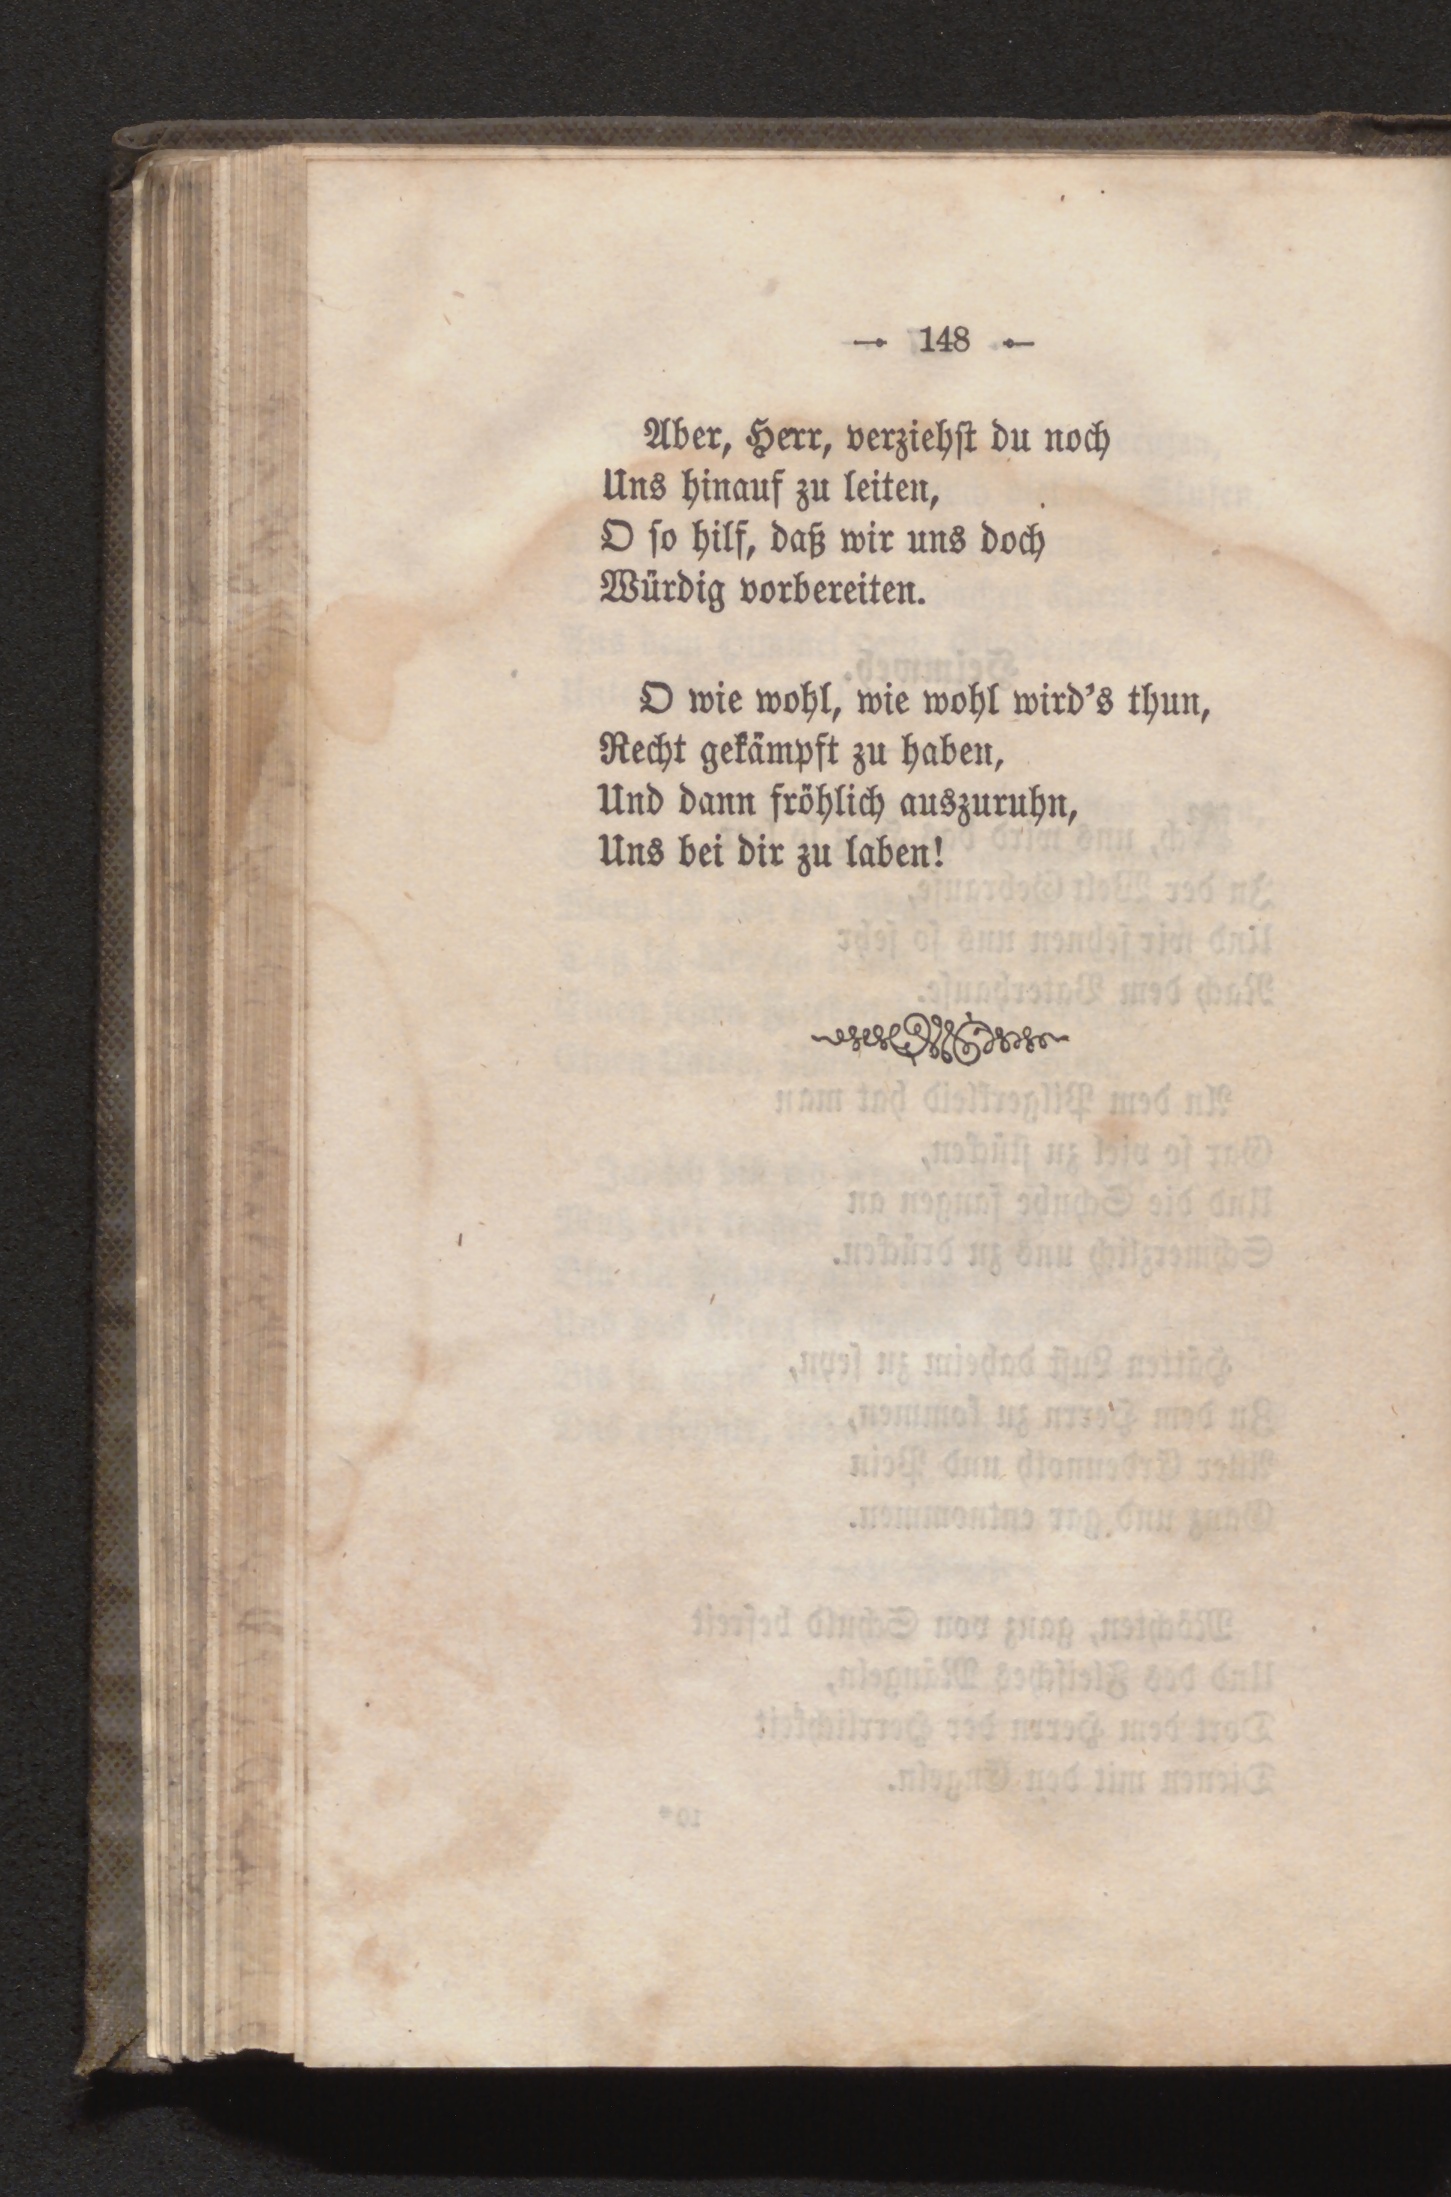 148
Aber, Herr, verziehst du noch
Uns hinauf zu leiten,
O so hilf, daß wir uns doch
Würdig vorbereiten.
O wie wohl, wie wohl wird's thun,
Recht gekämpft zu haben,
Und dann fröhlich auszuruhn,
Uns bei dir zu laben!